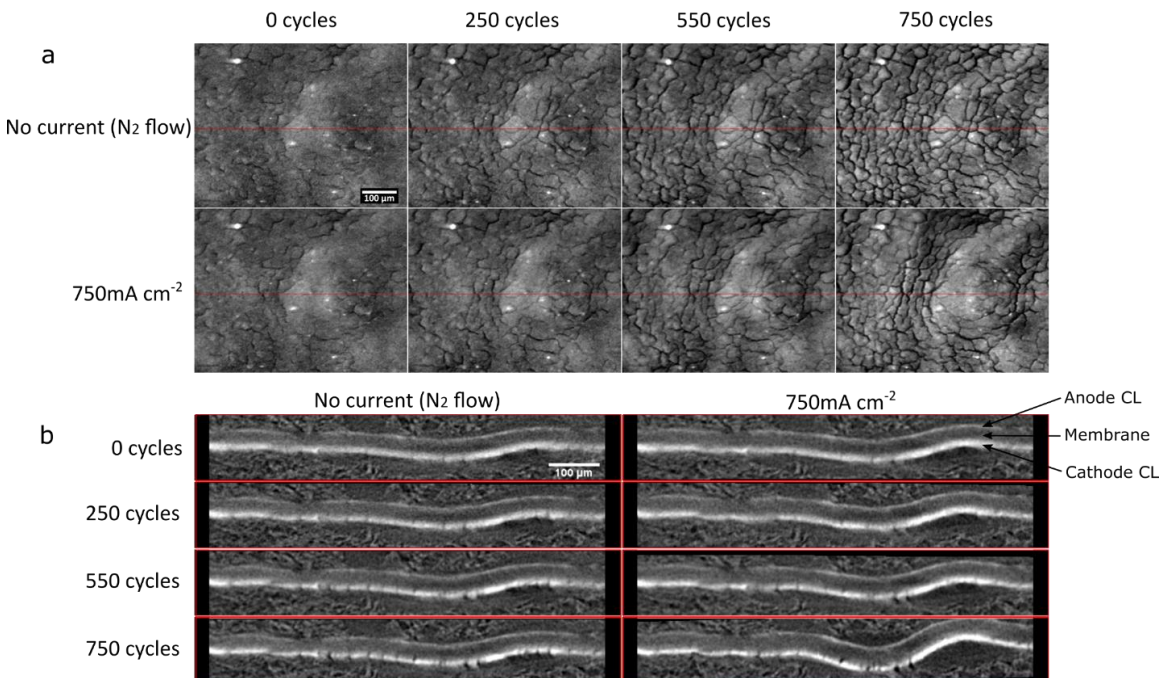 0 cycles 250 cycles 550 cycles 750 cycles
a
No current (N₂ flow)
100 µm
750mA cm⁻²
No current (N₂ flow) 750mA cm⁻²
Anode CL
b
0 cycles
Membrane
100 µm
Cathode CL
250 cycles
550 cycles
750 cycles